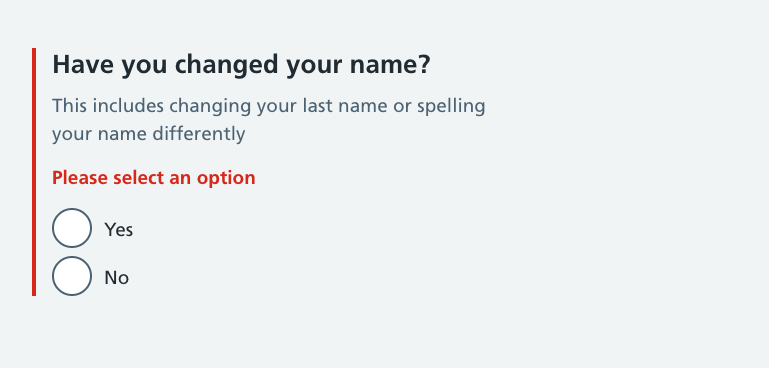 Have you changed your name?
This includes changing your last name or spelling
your name differently
Please select an option
Yes
No